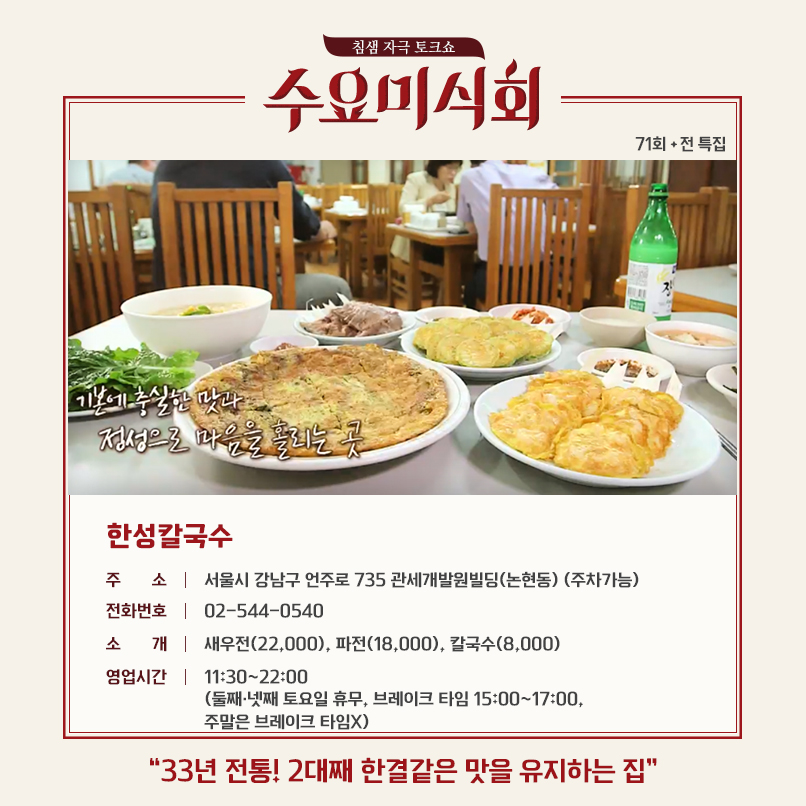 침샘 자극 토크쇼
수요미식회
71회 + 전 특집
기본에 충실한 맛과
정성으로 마음을 홀리는 곳
한성칼국수
주 소 | 서울시 강남구 언주로 735 관세개발원빌딩(논현동) (주차가능)
전화번호 | 02-544-0540
소 개 | 새우전(22,000), 파전(18,000), 칼국수(8,000)
영업시간 | 11:30~22:00
(둘째·넷째 토요일 휴무, 브레이크 타임 15:00~17:00,
주말은 브레이크 타임X)
“33년 전통! 2대째 한결같은 맛을 유지하는 집”